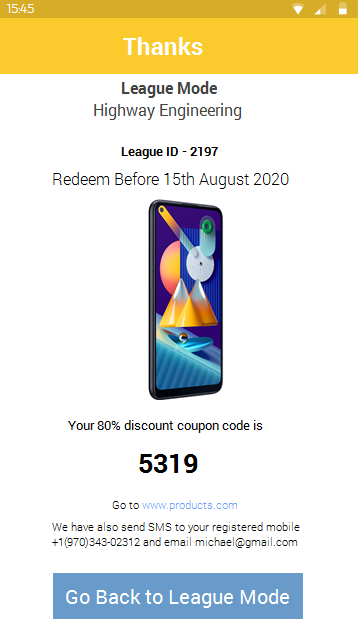 15:45
Thanks
League Mode
Highway Engineering
League ID - 2197
Redeem Before 15th August 2020
Your 80% discount coupon code is
5319
Go to www.products.com
We have also send SMS to your registered mobile
+1(970)343-02312 and email michael@gmail.com
Go Back to League Mode